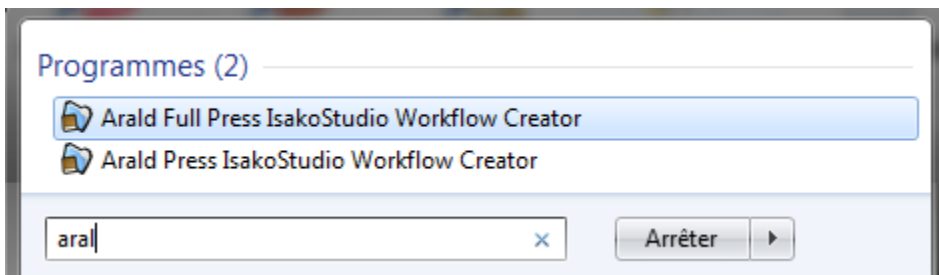 Programmes (2)
Arald Full Press IsakoStudio Workflow Creator
Arald Press IsakoStudio Workflow Creator
aral
Arrêter